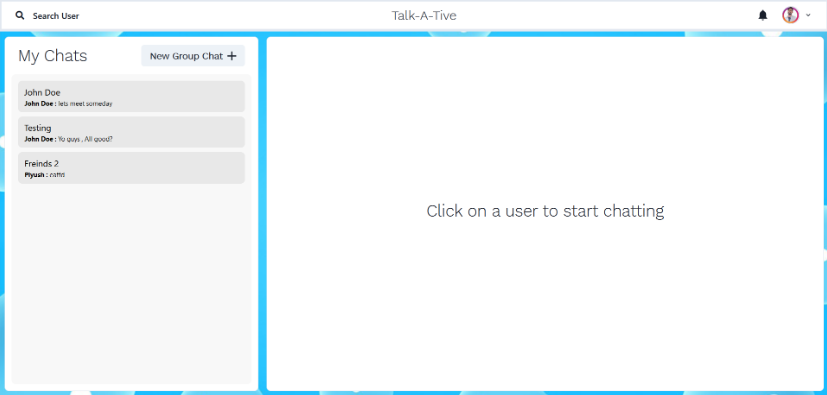 Search User
Talk-A-Tive
My Chats
New Group Chat +
John Doe
John Doe : lets meet someday
Testing
John Doe : Yo guys , All good?
Freinds 2
Piyush :
Click on a user to start chatting